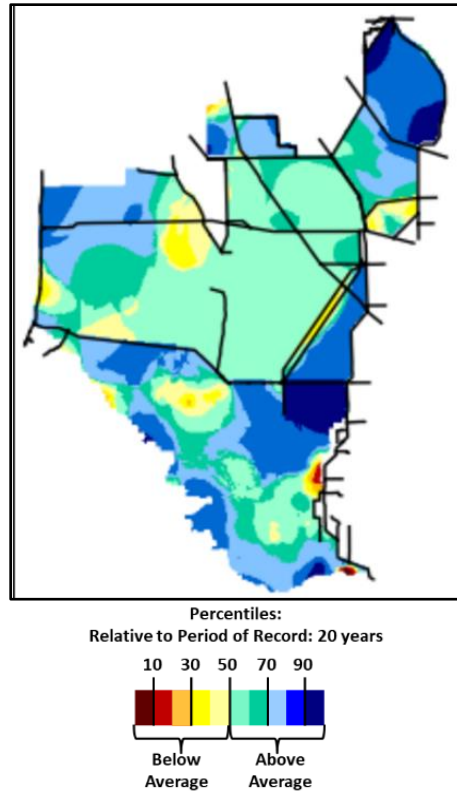 Percentiles:
Relative to Period of Record: 20 years
10 30 50 70 90
Below Above
Average Average